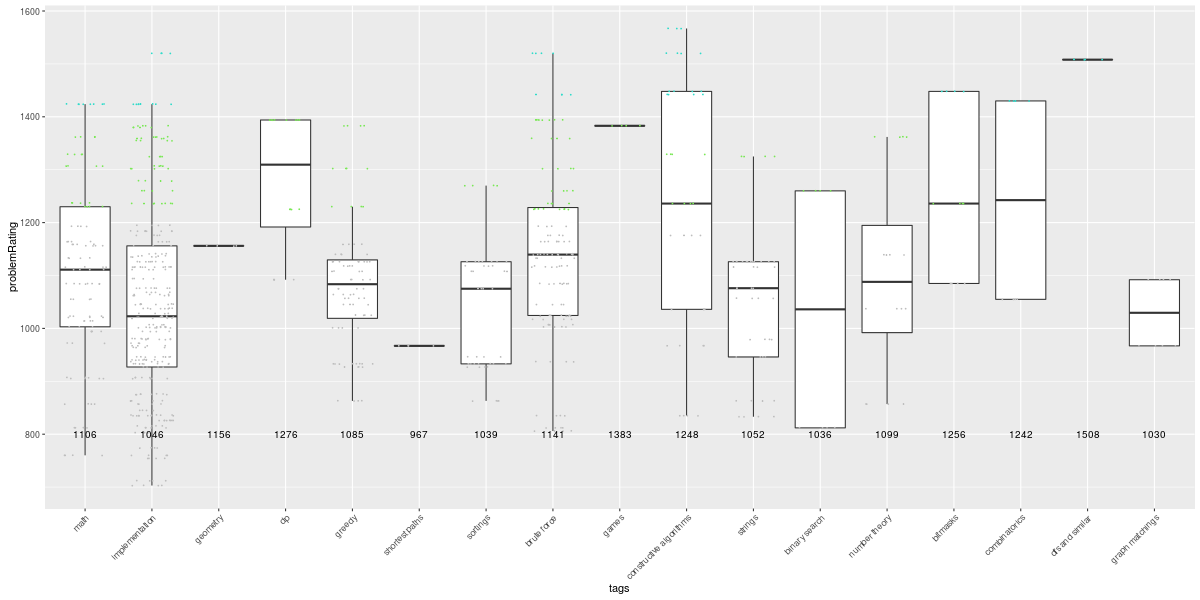 1600
1400
1200
1000
800
problemRating
1106 1046 1156 1276 1085 967 1039 1141 1383 1248 1052 1036 1099 1256 1242 1508 1030
math
implementation
geometry
dp
greedy
shortest paths
sortings
brute force
games
constructive algorithms
strings
binary search
number theory
bitmasks
combinatorics
dfs and similar
graph matchings
tags